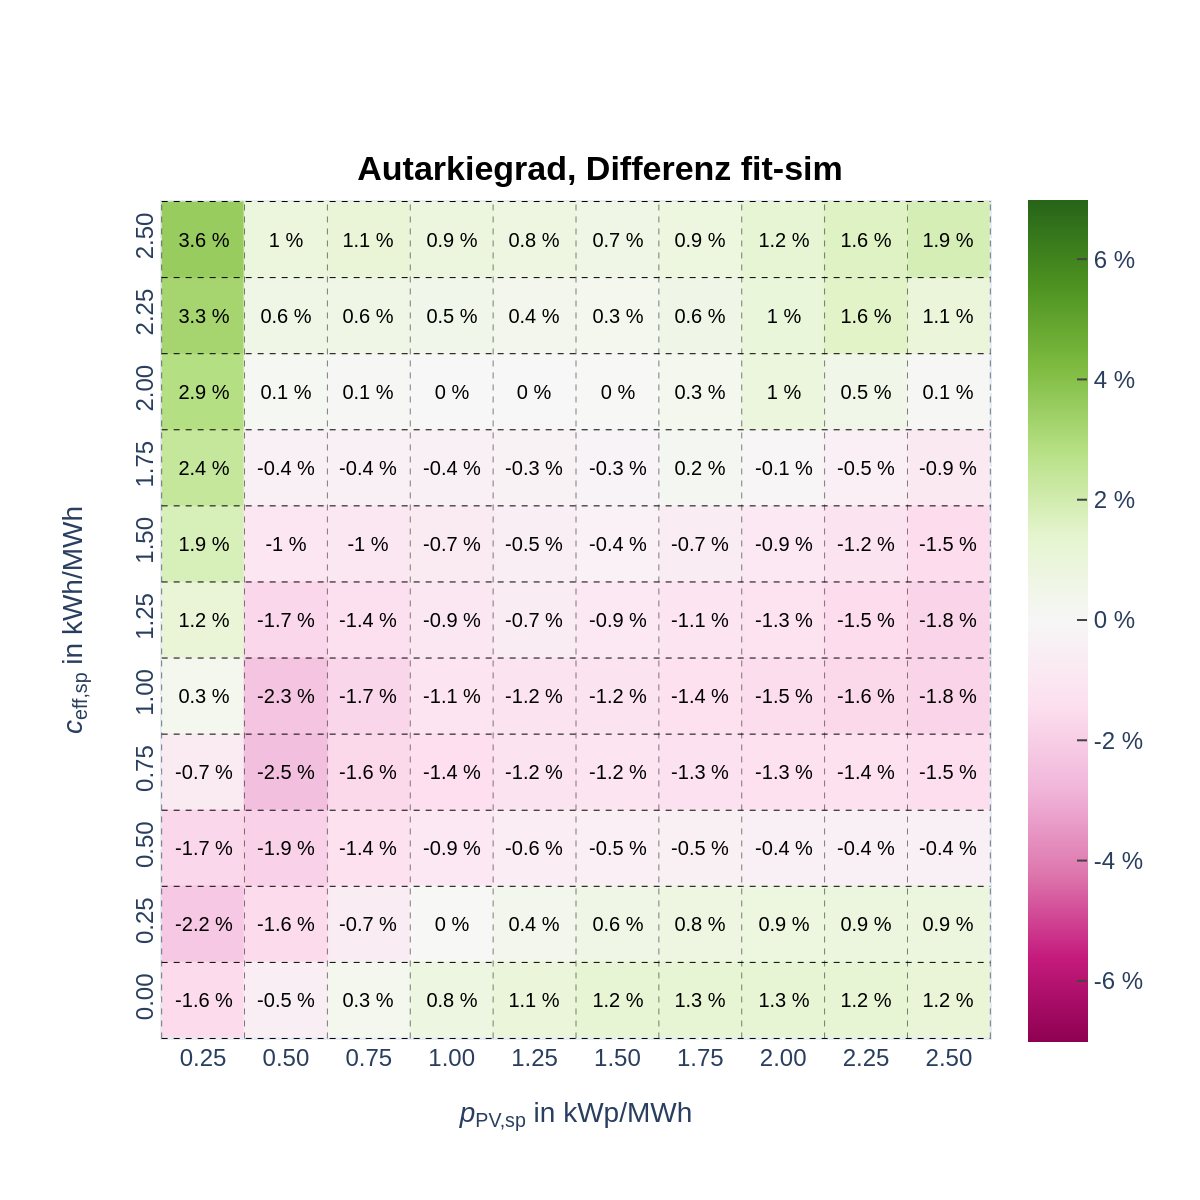 Autarkiegrad, Differenz fit-sim
2.50 3.6 % 1 % 1.1 % 0.9 % 0.8 % 0.7 % 0.9 % 1.2 % 1.6 % 1.9 %
2.25 3.3 % 0.6 % 0.6 % 0.5 % 0.4 % 0.3 % 0.6 % 1 % 1.6 % 1.1 %
2.00 2.9 % 0.1 % 0.1 % 0 % 0 % 0 % 0.3 % 1 % 0.5 % 0.1 %
1.75 2.4 % -0.4 % -0.4 % -0.4 % -0.3 % -0.3 % 0.2 % -0.1 % -0.5 % -0.9 %
1.50 1.9 % -1 % -1 % -0.7 % -0.5 % -0.4 % -0.7 % -0.9 % -1.2 % -1.5 %
1.25 1.2 % -1.7 % -1.4 % -0.9 % -0.7 % -0.9 % -1.1 % -1.3 % -1.5 % -1.8 %
1.00 0.3 % -2.3 % -1.7 % -1.1 % -1.2 % -1.2 % -1.4 % -1.5 % -1.6 % -1.8 %
0.75 -0.7 % -2.5 % -1.6 % -1.4 % -1.2 % -1.2 % -1.3 % -1.3 % -1.4 % -1.5 %
0.50 -1.7 % -1.9 % -1.4 % -0.9 % -0.6 % -0.5 % -0.5 % -0.4 % -0.4 % -0.4 %
0.25 -2.2 % -1.6 % -0.7 % 0 % 0.4 % 0.6 % 0.8 % 0.9 % 0.9 % 0.9 %
0.00 -1.6 % -0.5 % 0.3 % 0.8 % 1.1 % 1.2 % 1.3 % 1.3 % 1.2 % 1.2 %
0.25 0.50 0.75 1.00 1.25 1.50 1.75 2.00 2.25 2.50
pPV,sp in kWp/MWh
ceff,sp in kWh/MWh
6 %
4 %
2 %
0 %
-2 %
-4 %
-6 %